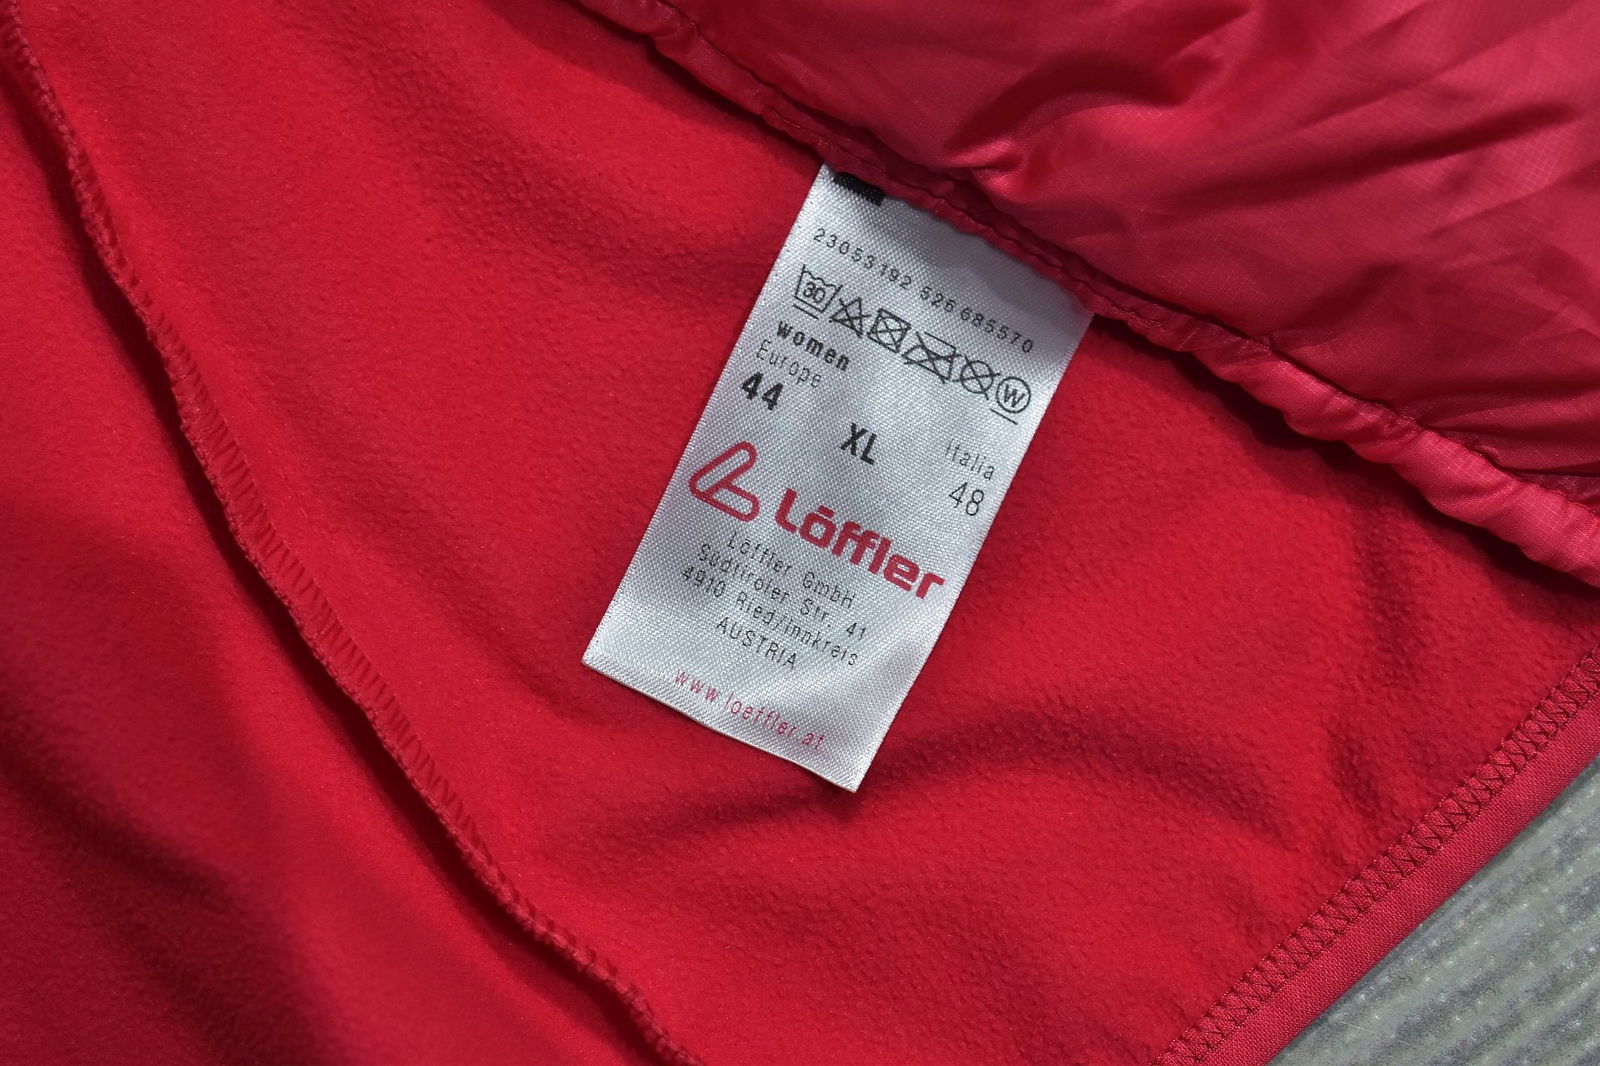 23053192 526 685570
30
W
women
Europe
44
XL
Italia
48
Löffler
Löffler GmbH
Südtiroler Str. 41
4910 Ried/Innkreis
AUSTRIA
www.loeffler.at